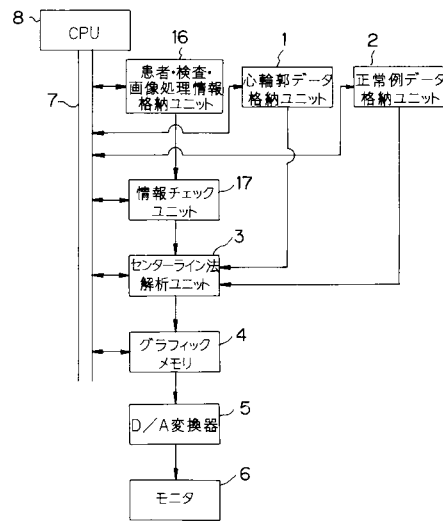 8
CPU
7
16
患者・検査・
画像処理情報
格納ユニット
1
心輪郭データ
格納ユニット
2
正常例データ
格納ユニット
17
情報チェック
ユニット
3
センターライン法
解析ユニット
4
グラフィック
メモリ
5
D／A変換器
6
モニタ